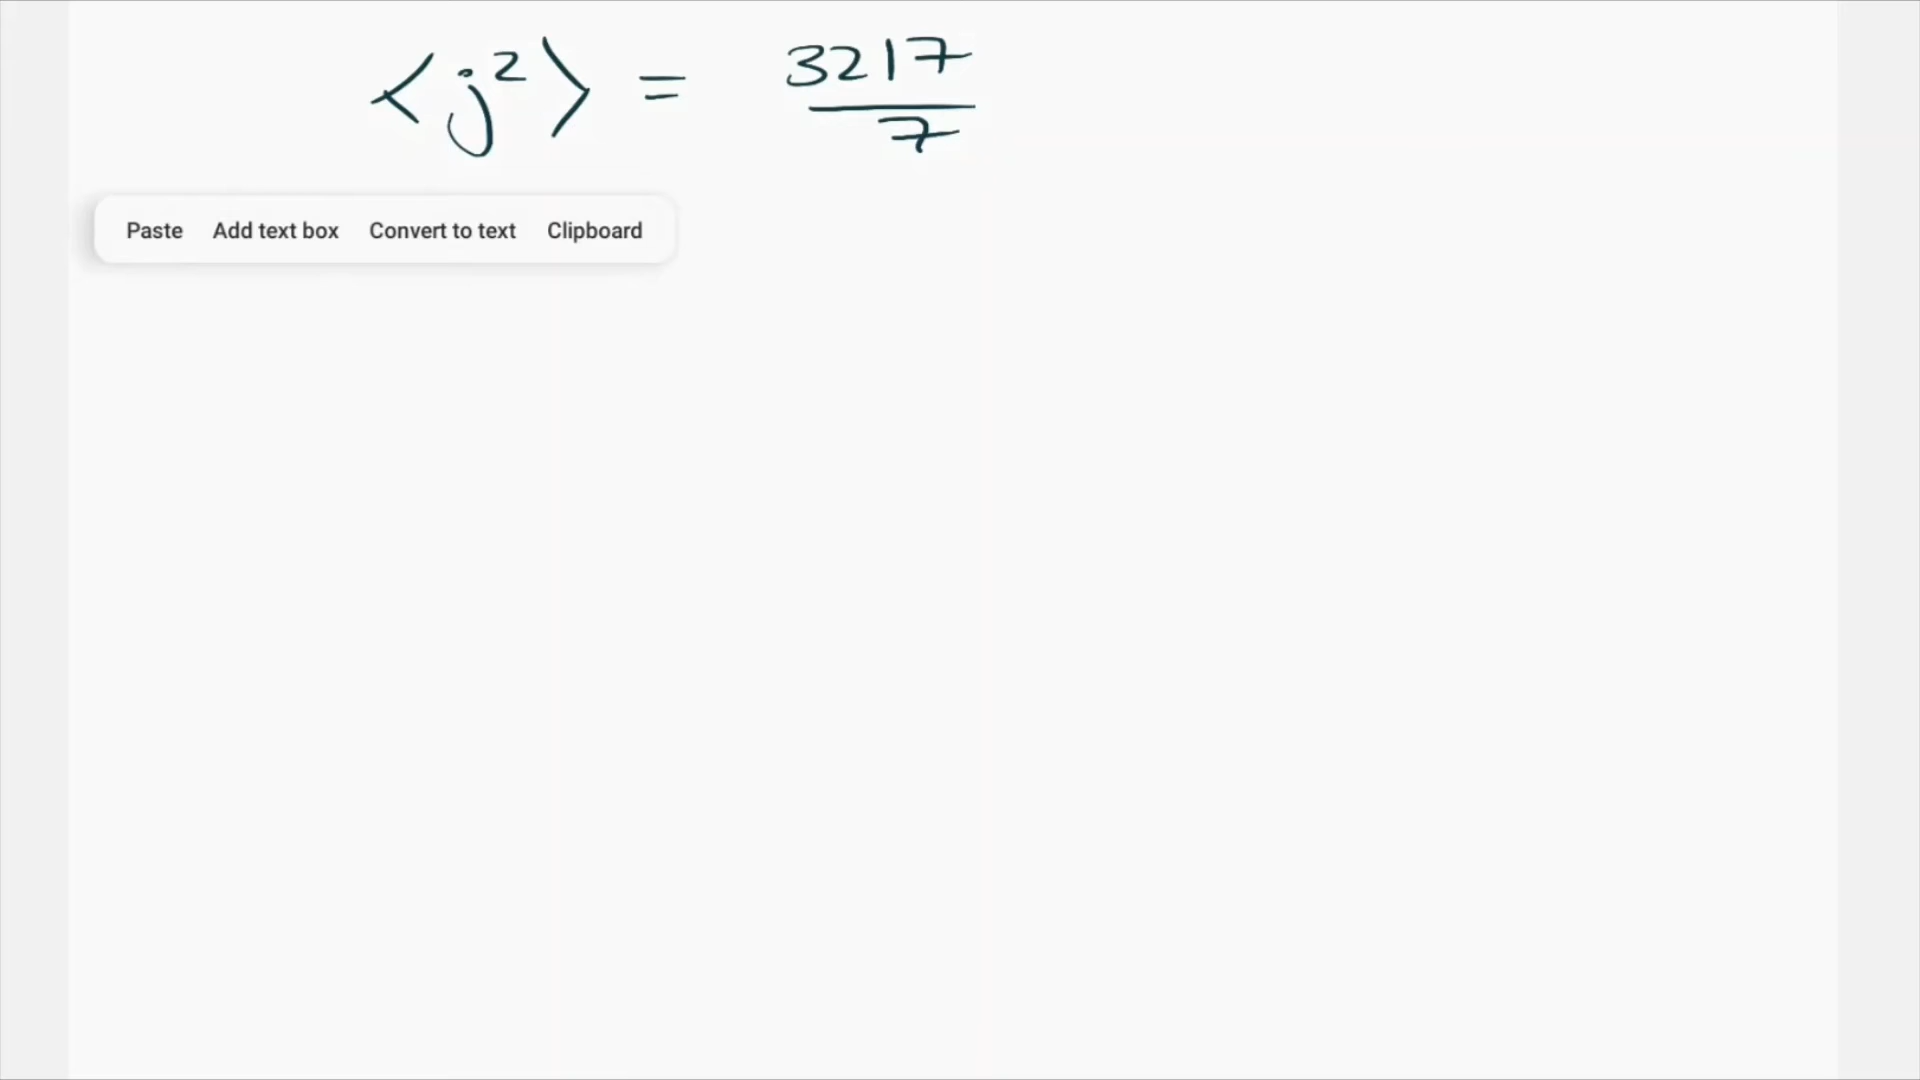 <j²> = 3217/7
Paste Add text box Convert to text Clipboard